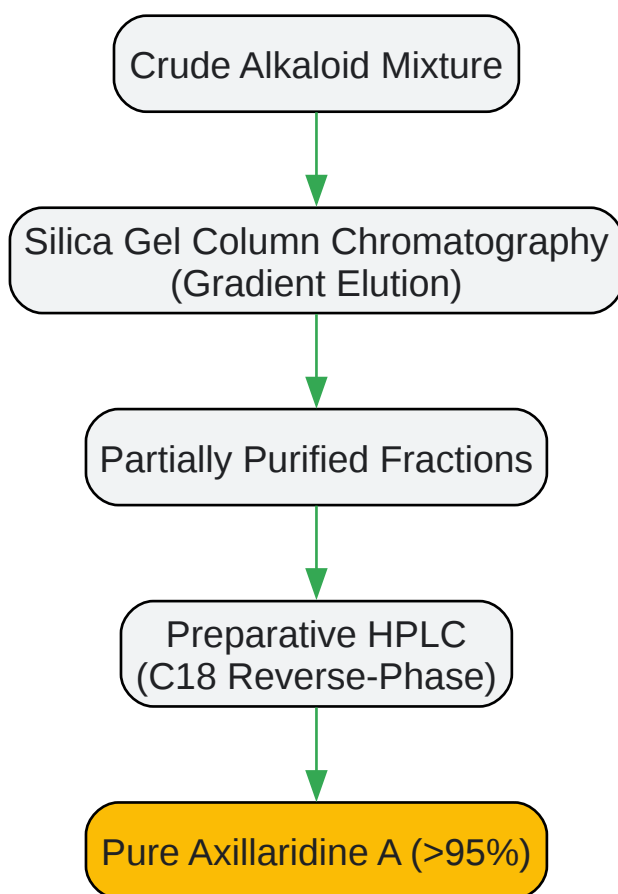 Crude Alkaloid Mixture
Silica Gel Column Chromatography
(Gradient Elution)
Partially Purified Fractions
Preparative HPLC
(C18 Reverse-Phase)
Pure Axillaridine A (>95%)